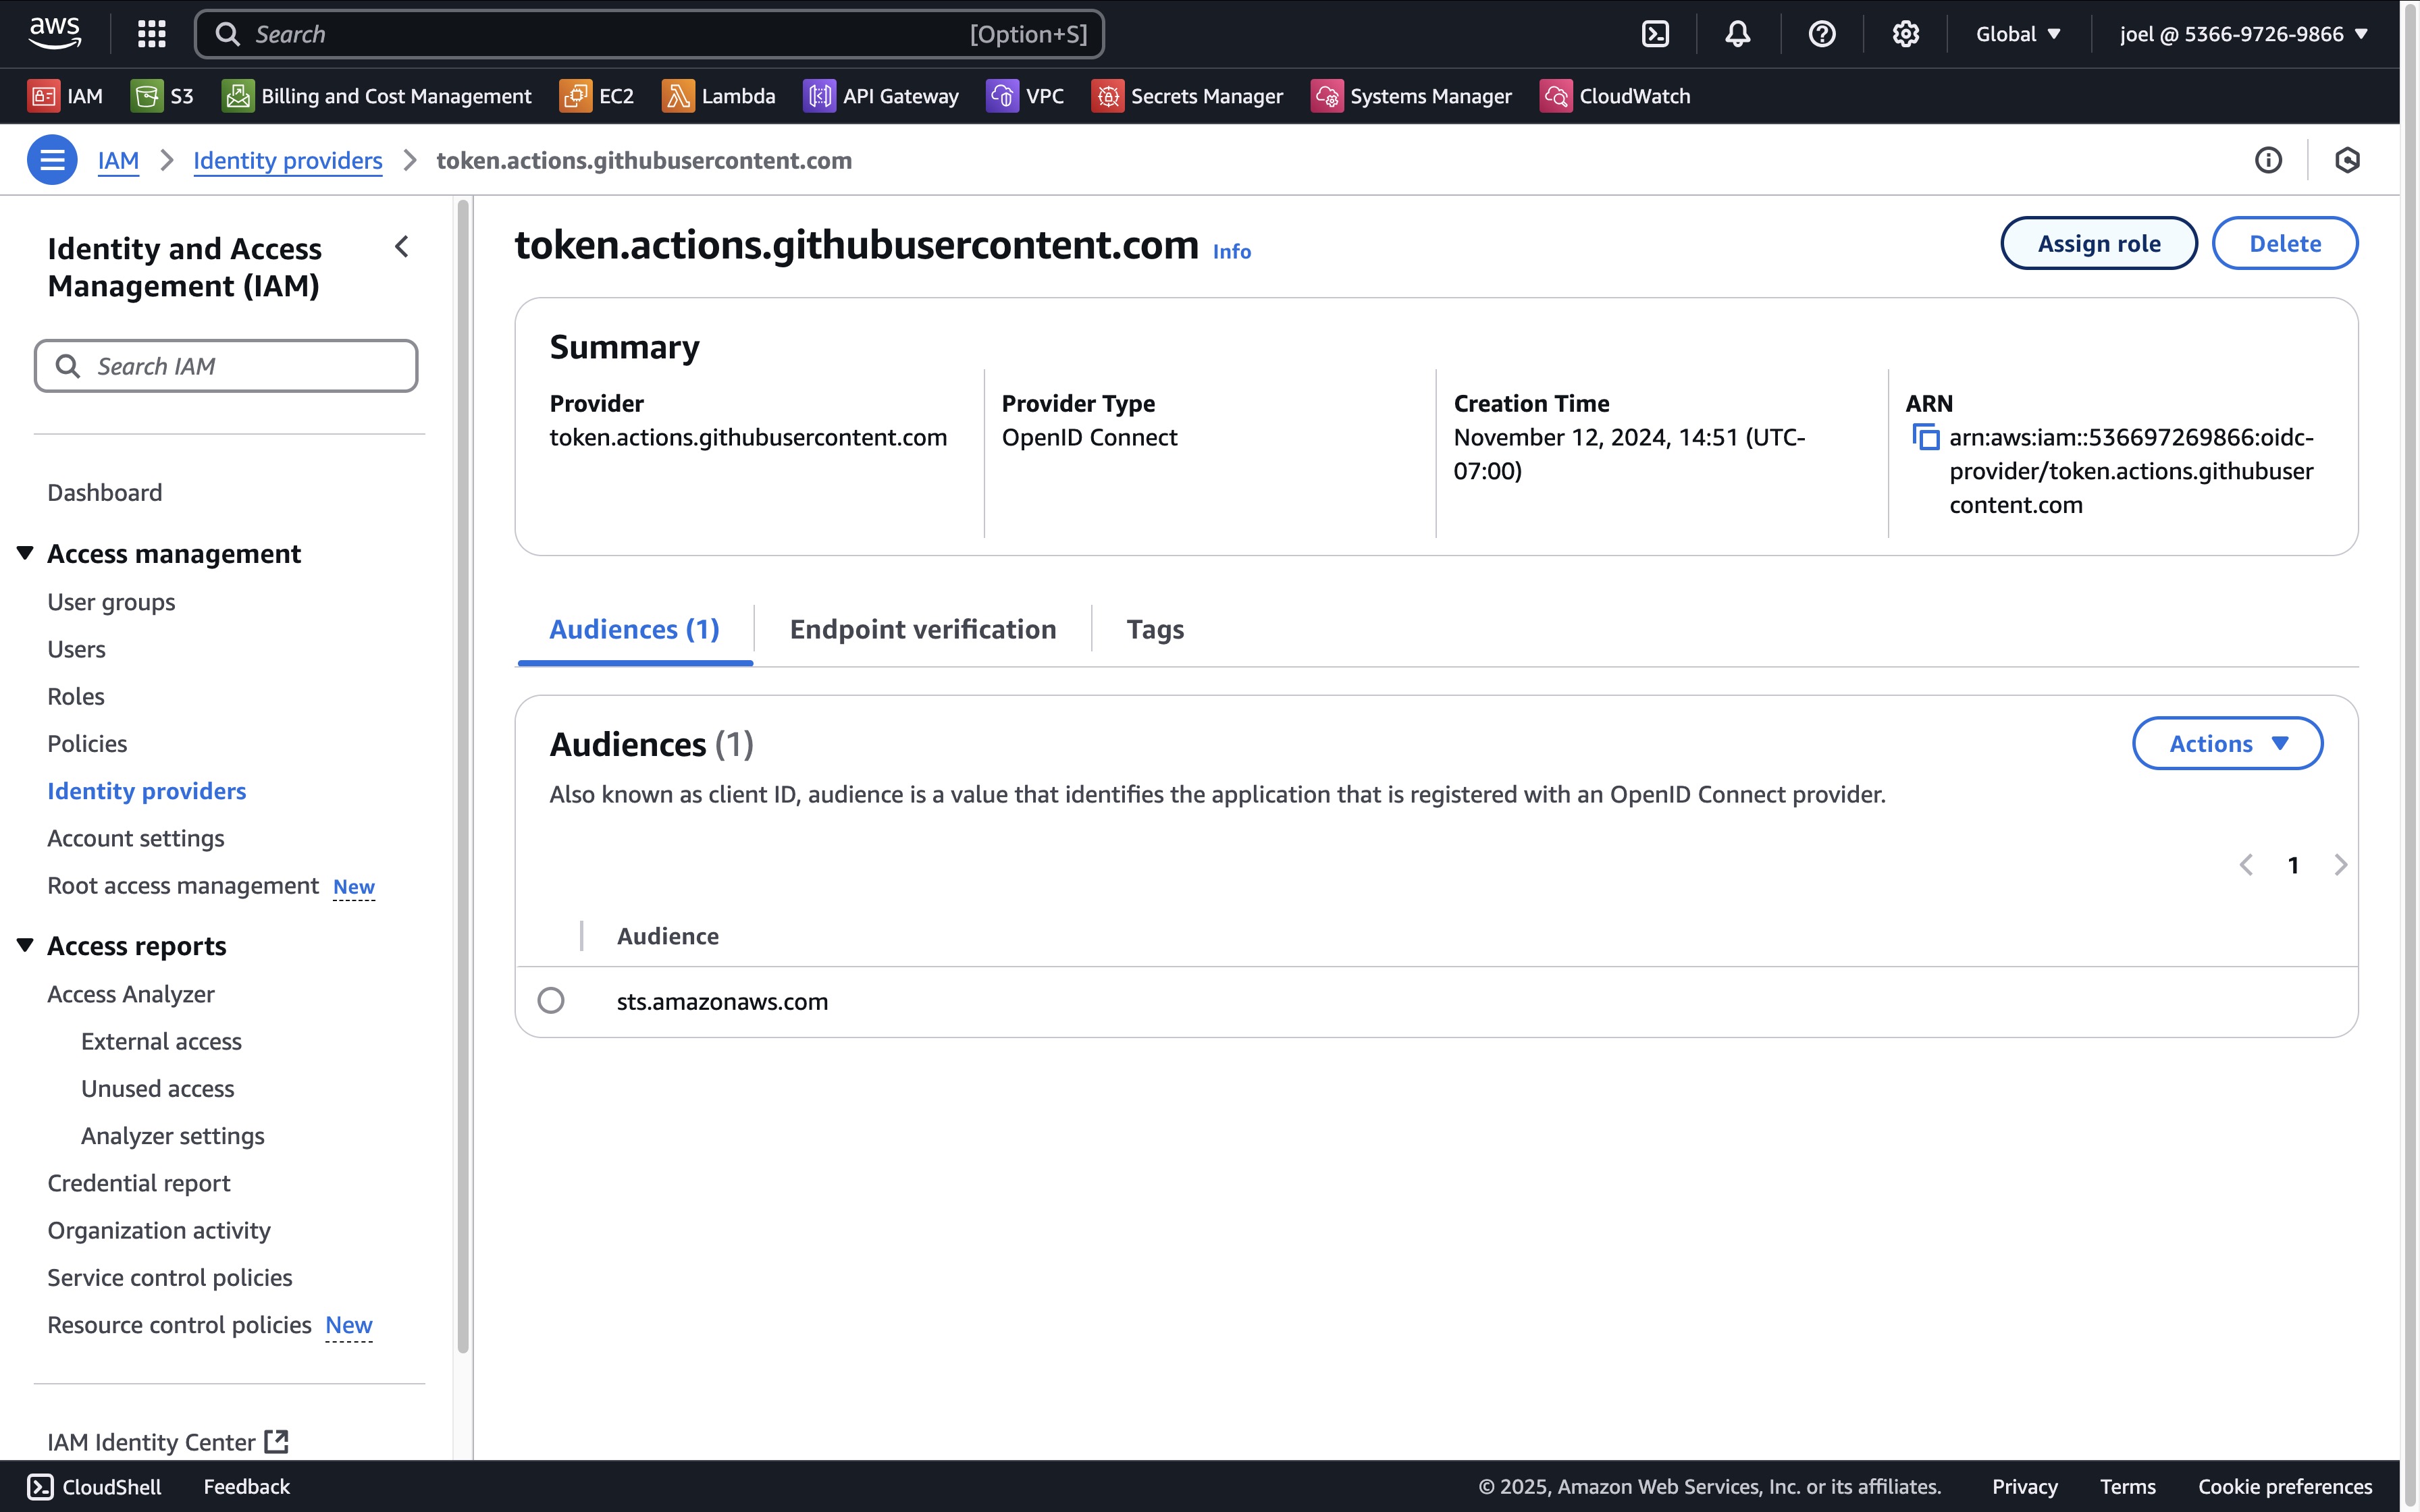 aws
Search [Option+S]
Global
joel @ 5366-9726-9866
IAM
S3
Billing and Cost Management
EC2
Lambda
API Gateway
VPC
Secrets Manager
Systems Manager
CloudWatch
IAM
Identity providers
token.actions.githubusercontent.com
Identity and Access
Management (IAM)
Search IAM
Dashboard
Access management
User groups
Users
Roles
Policies
Identity providers
Account settings
Root access management New
Access reports
Access Analyzer
External access
Unused access
Analyzer settings
Credential report
Organization activity
Service control policies
Resource control policies New
IAM Identity Center
token.actions.githubusercontent.com Info
Assign role
Delete
Summary
Provider
token.actions.githubusercontent.com
Provider Type
OpenID Connect
Creation Time
November 12, 2024, 14:51 (UTC-
07:00)
ARN
arn:aws:iam::536697269866:oidc-
provider/token.actions.githubuser
content.com
Audiences (1)
Endpoint verification
Tags
Audiences (1)
Actions
Also known as client ID, audience is a value that identifies the application that is registered with an OpenID Connect provider.
1
Audience
sts.amazonaws.com
CloudShell
Feedback
© 2025, Amazon Web Services, Inc. or its affiliates.
Privacy
Terms
Cookie preferences